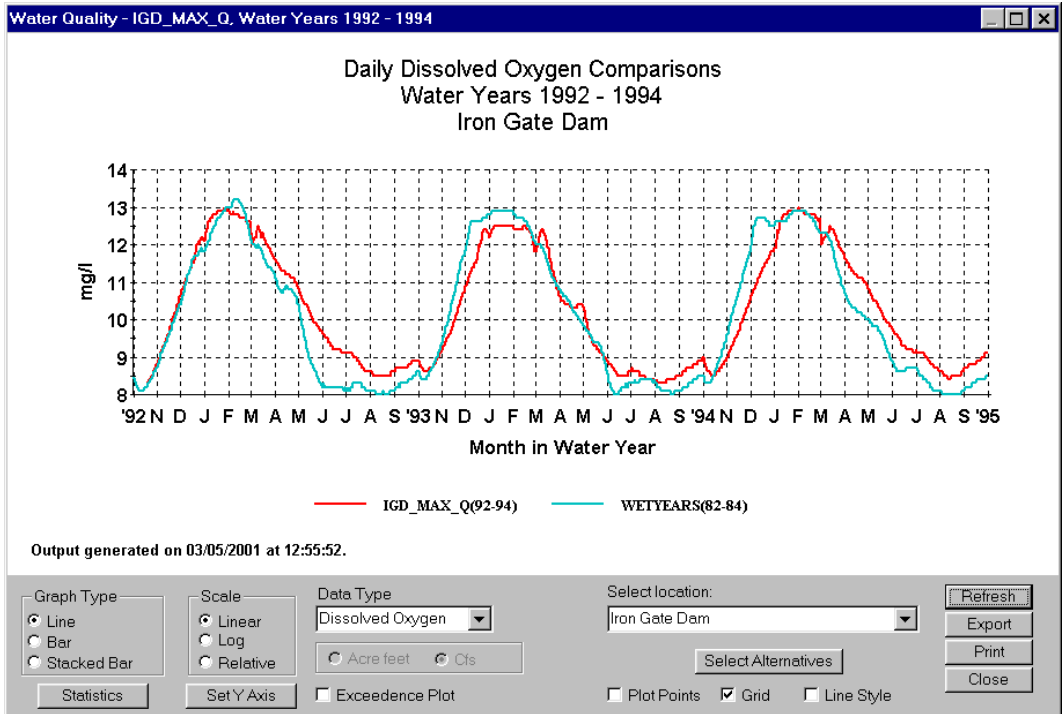 Water Quality - IGD_MAX_Q, Water Years 1992 - 1994
Daily Dissolved Oxygen Comparisons
Water Years 1992 - 1994
Iron Gate Dam
mg/l
14
13
12
11
10
9
8
'92 N D J F M A M J J A S '93 N D J F M A M J J A S '94 N D J F M A M J J A S '95
Month in Water Year
IGD_MAX_Q(92-94) WETYEARS(82-84)
Output generated on 03/05/2001 at 12:55:52.
Graph Type
Line
Bar
Stacked Bar
Statistics
Scale
Linear
Log
Relative
Set Y Axis
Data Type
Dissolved Oxygen
Acre feet Cfs
Exceedence Plot
Select location:
Iron Gate Dam
Select Alternatives
Plot Points Grid Line Style
Refresh
Export
Print
Close